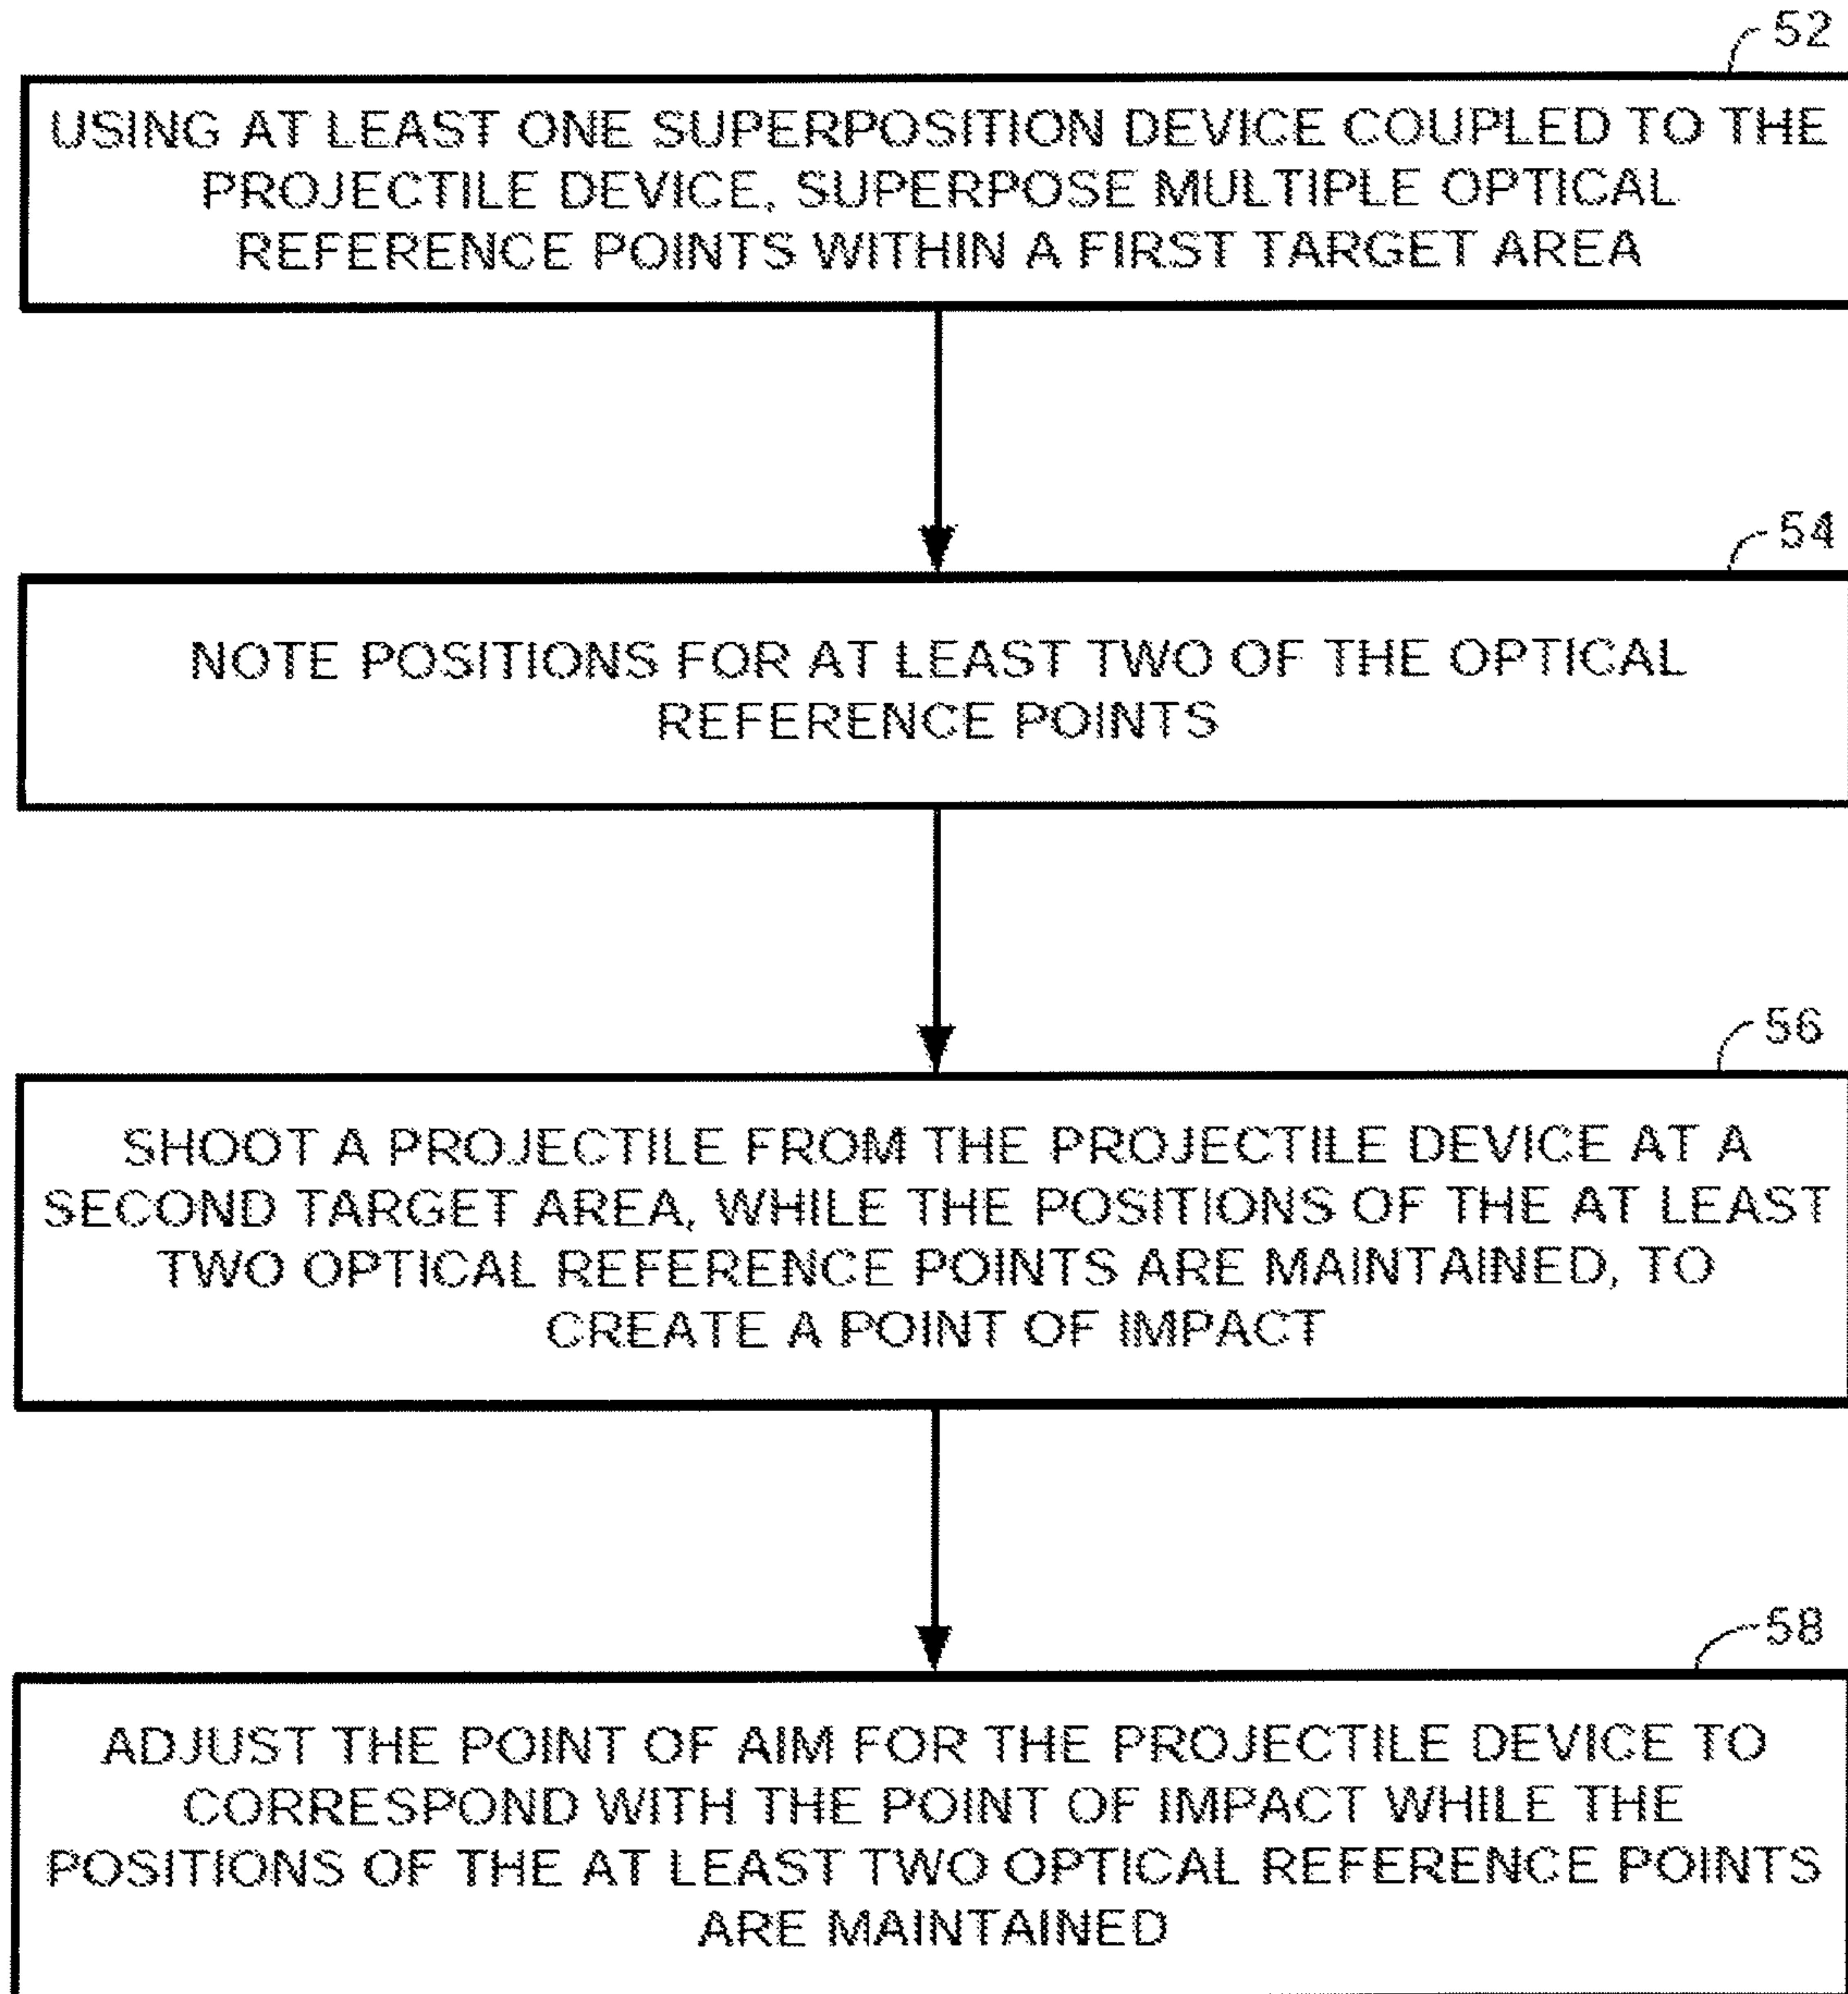 52
USING AT LEAST ONE SUPERPOSITION DEVICE COUPLED TO THE
PROJECTILE DEVICE, SUPERPOSE MULTIPLE OPTICAL
REFERENCE POINTS WITHIN A FIRST TARGET AREA
54
NOTE POSITIONS FOR AT LEAST TWO OF THE OPTICAL
REFERENCE POINTS
56
SHOOT A PROJECTILE FROM THE PROJECTILE DEVICE AT A
SECOND TARGET AREA, WHILE THE POSITIONS OF THE AT LEAST
TWO OPTICAL REFERENCE POINTS ARE MAINTAINED, TO
CREATE A POINT OF IMPACT
58
ADJUST THE POINT OF AIM FOR THE PROJECTILE DEVICE TO
CORRESPOND WITH THE POINT OF IMPACT WHILE THE
POSITIONS OF THE AT LEAST TWO OPTICAL REFERENCE POINTS
ARE MAINTAINED